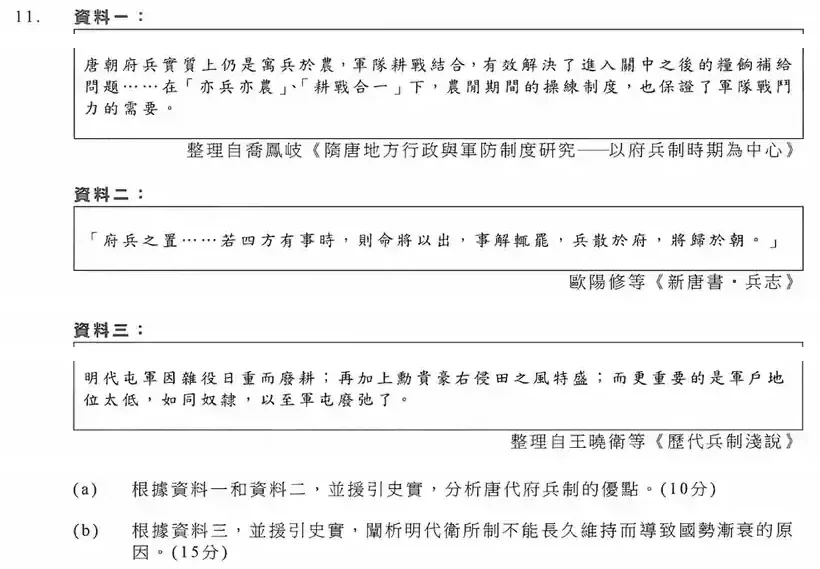 11. 資料一：
唐朝府兵實質上仍是寓兵於農，軍隊耕戰結合，有效解決了進入關中之後的糧餉補給
問題……在「亦兵亦農」、「耕戰合一」下，農閒期間的操練制度，也保證了軍隊戰鬥
力的需要。
整理自喬鳳岐《隋唐地方行政與軍防制度研究——以府兵制時期為中心》
資料二：
「府兵之置……若四方有事時，則命將以出，事解輒罷，兵散於府，將歸於朝。」
歐陽修等《新唐書・兵志》
資料三：
明代屯軍因雜役日重而廢耕；再加上勳貴豪右侵田之風特盛；而更重要的是軍戶地
位太低，如同奴隸，以至軍屯廢弛了。
整理自王曉衛等《歷代兵制淺說》
(a) 根據資料一和資料二，並援引史實，分析唐代府兵制的優點。(10分)
(b) 根據資料三，並援引史實，闡析明代衛所制不能長久維持而導致國勢漸衰的原
因。(15分)